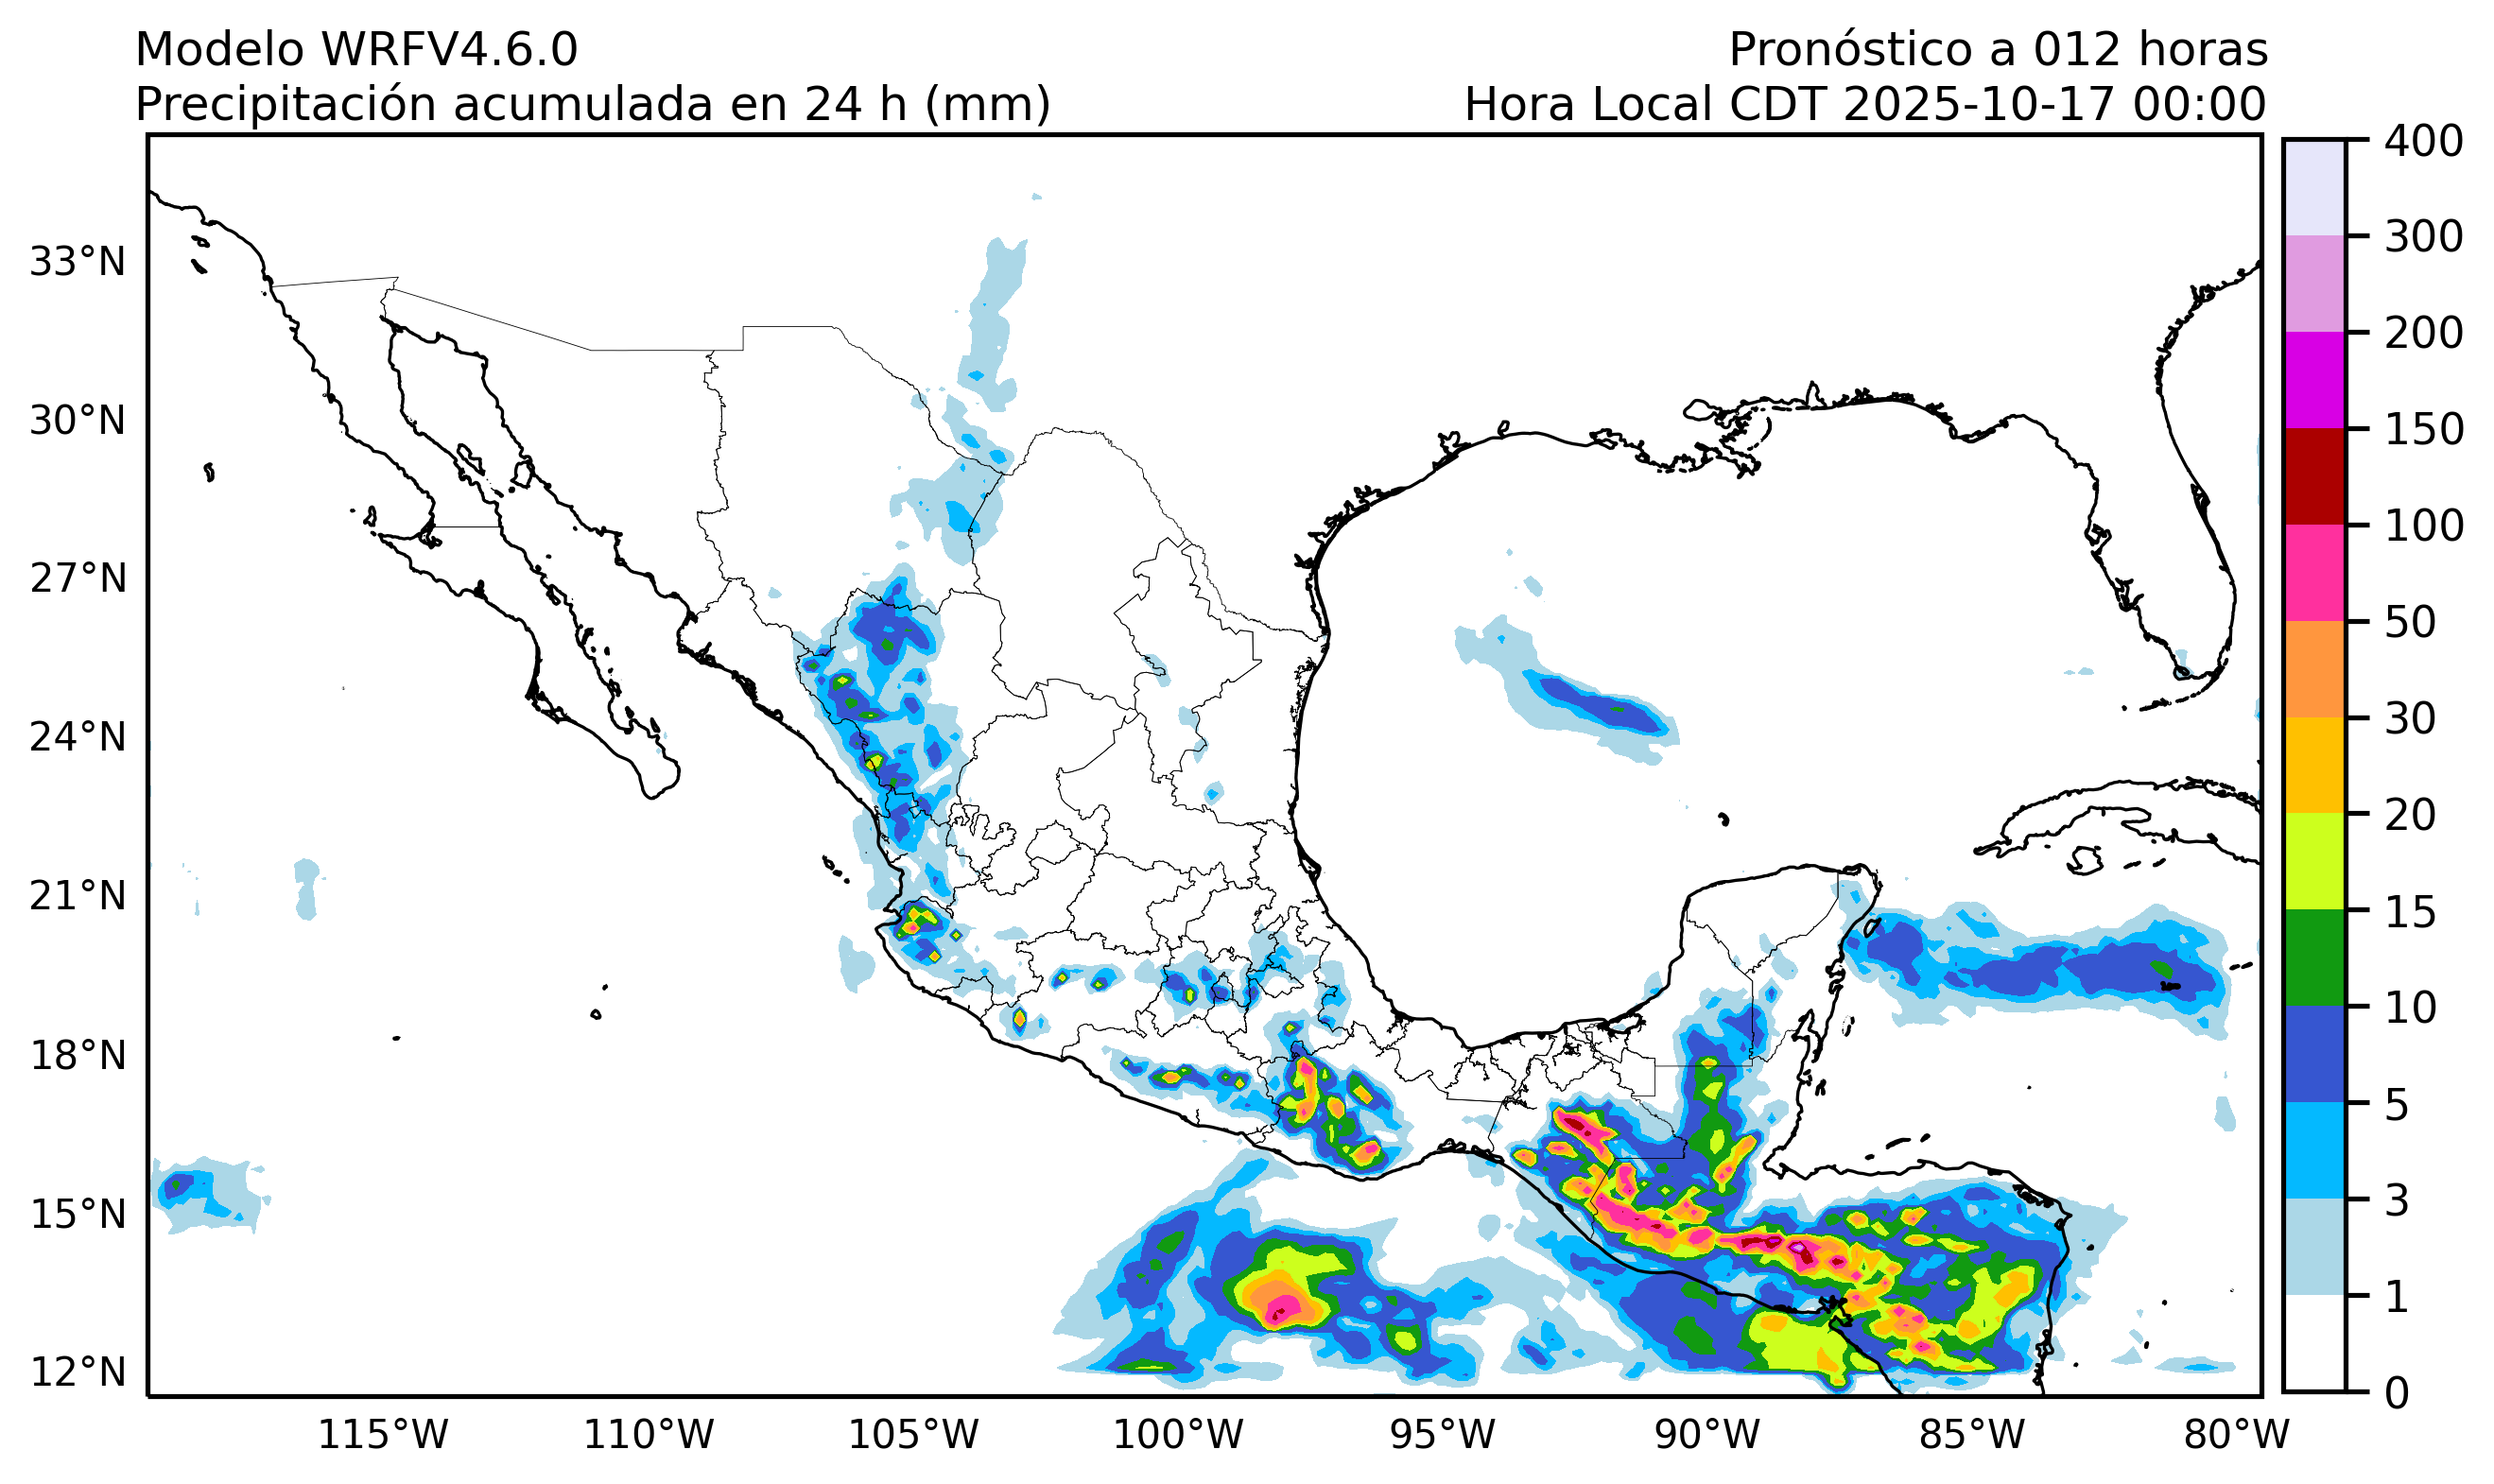 Modelo WRFV4.6.0
Pronóstico a 012 horas
Precipitación acumulada en 24 h (mm)
Hora Local CDT 2025-10-17 00:00
33°N
30°N
27°N
24°N
21°N
18°N
15°N
12°N
115°W
110°W
105°W
100°W
95°W
90°W
85°W
80°W
400
300
200
150
100
50
30
20
15
10
5
3
1
0